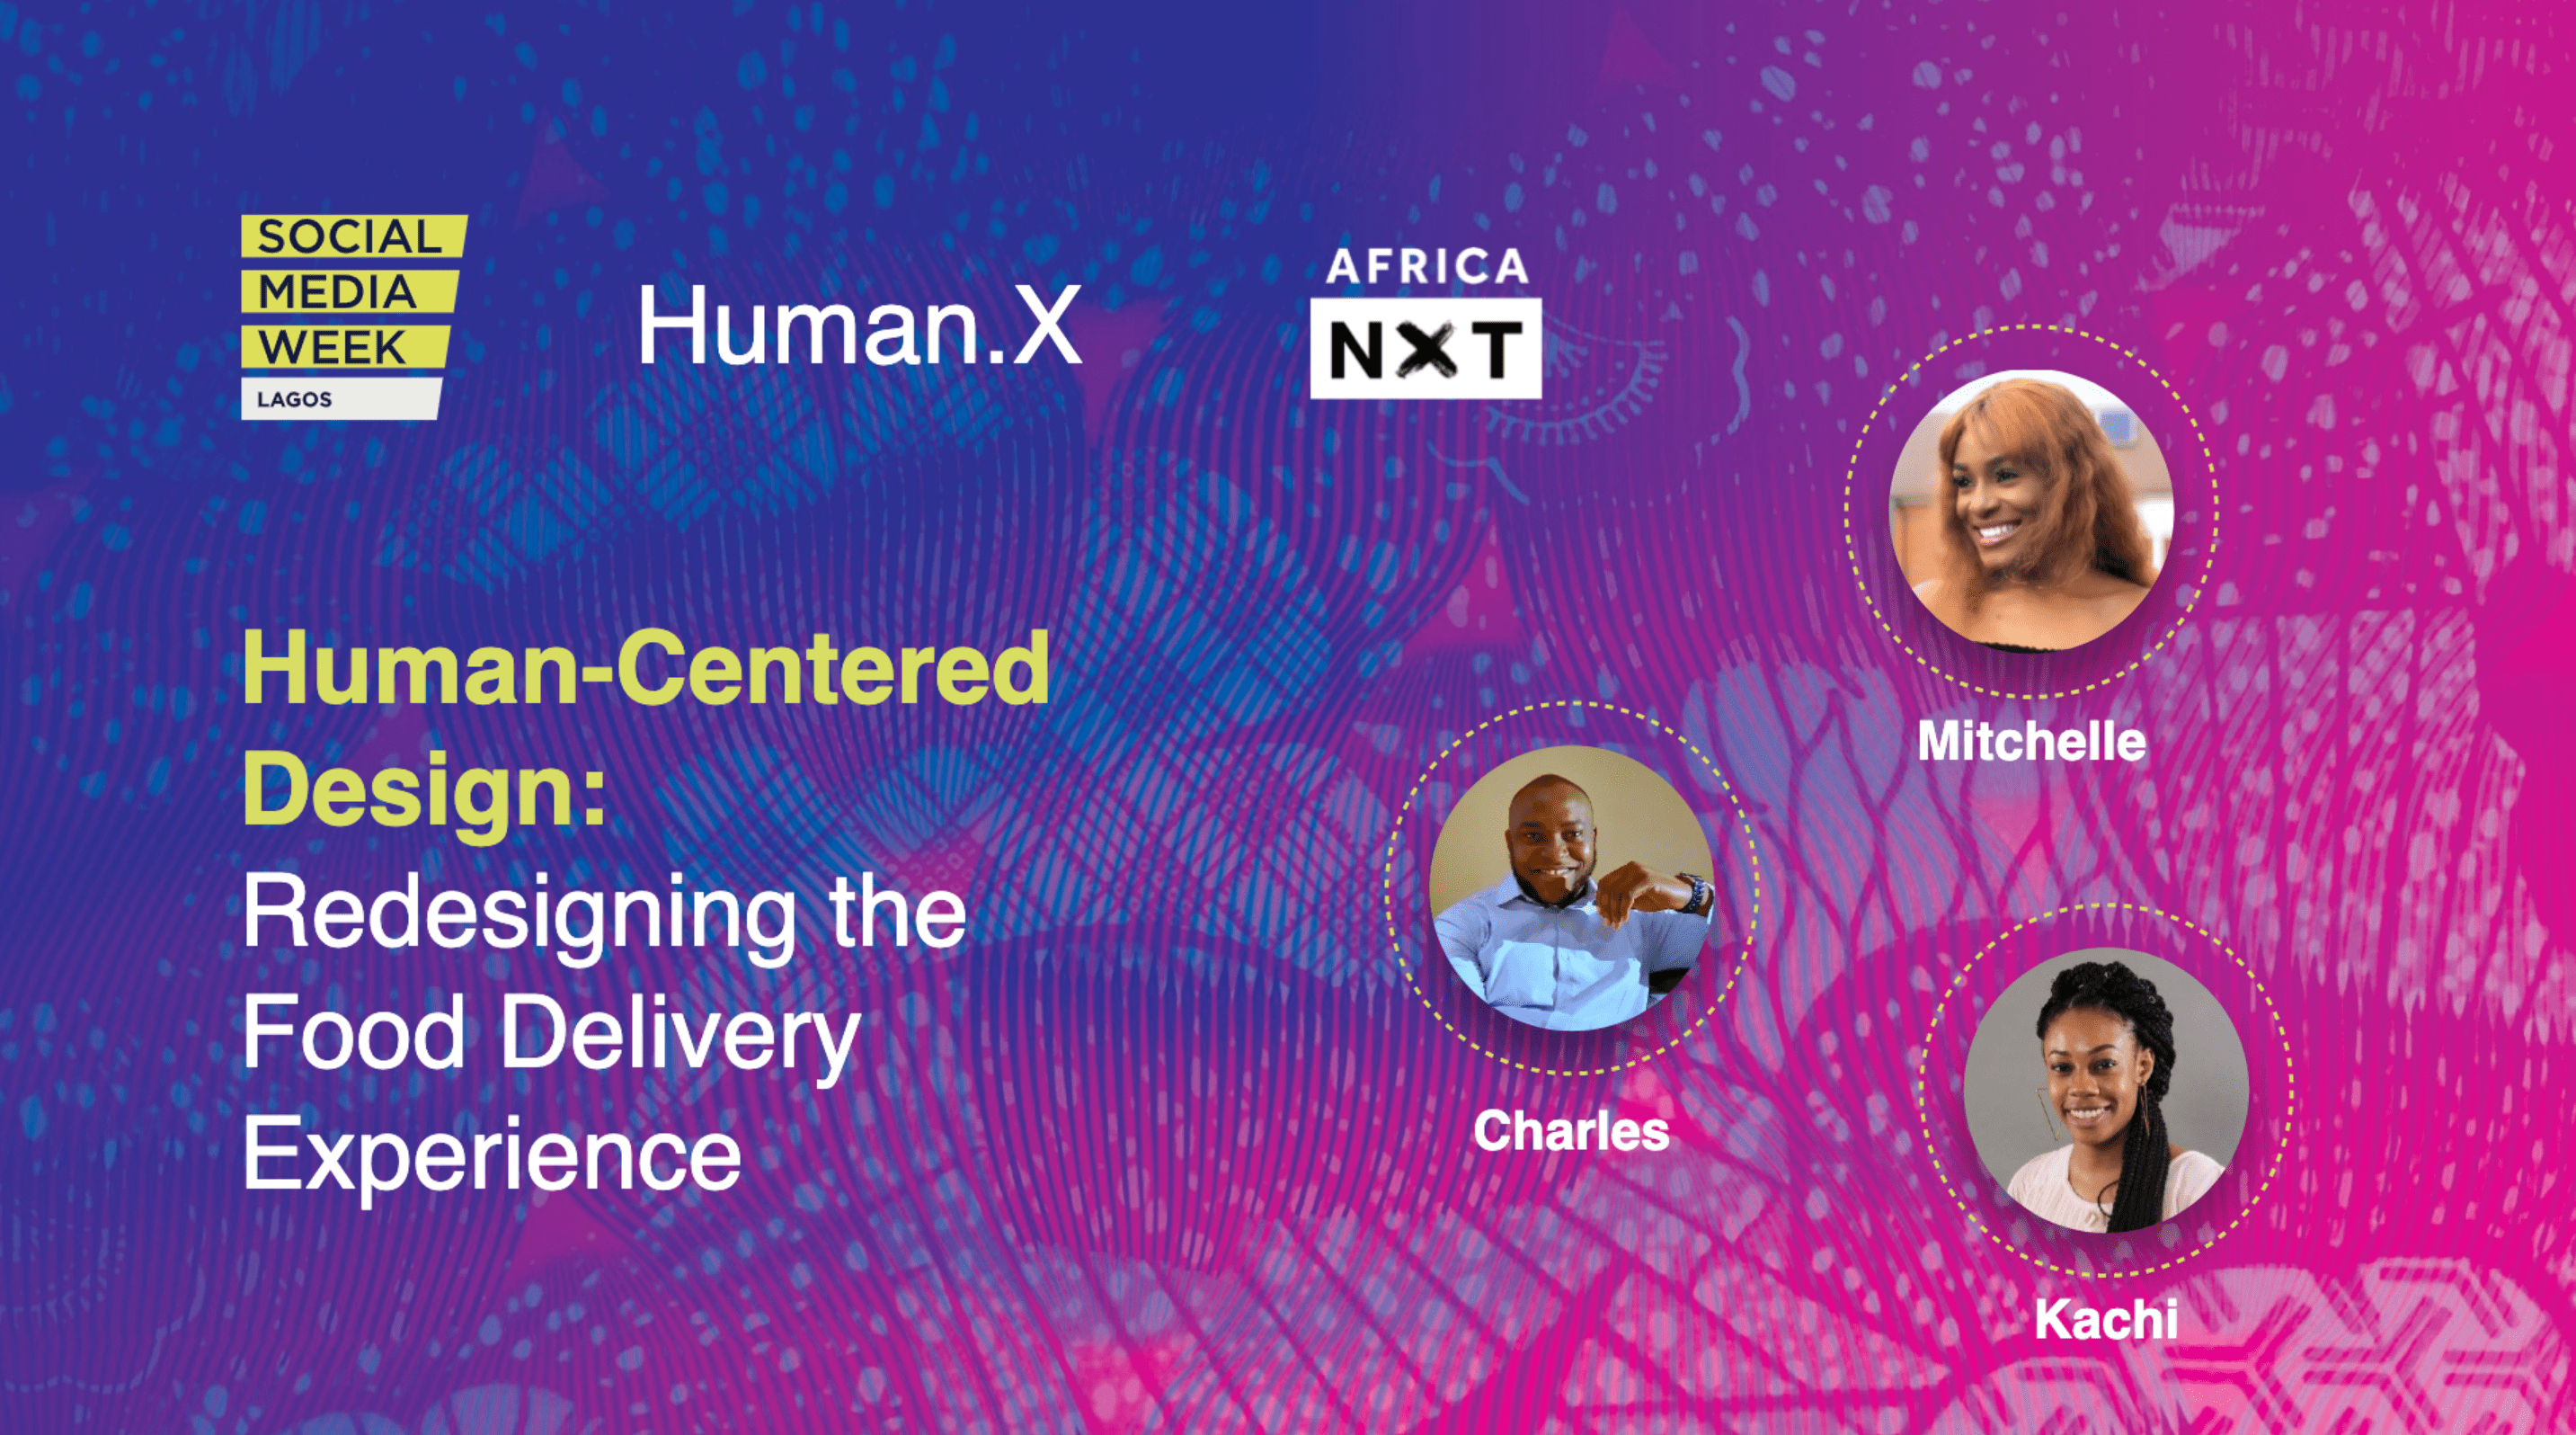 SOCIAL
MEDIA
WEEK
LAGOS
Human.X
AFRICA
NXT
Human-Centered
Design:
Redesigning the
Food Delivery
Experience
Mitchelle
Charles
Kachi